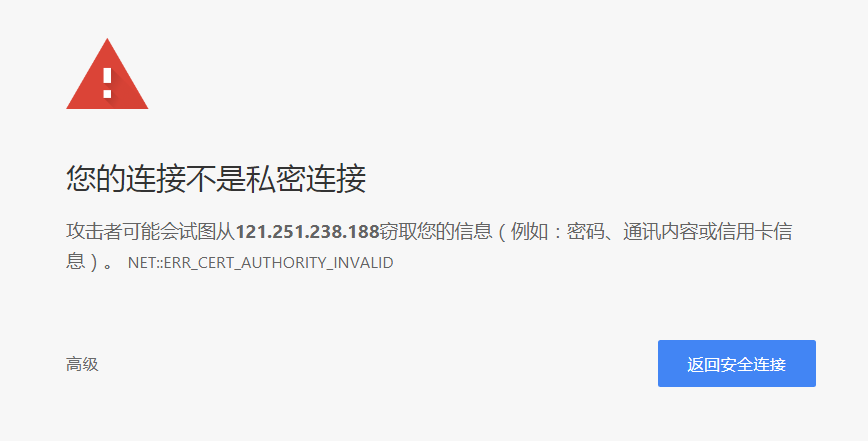 您的连接不是私密连接
攻击者可能会试图从121.251.238.188窃取您的信息（例如：密码、通讯内容或信用卡信
息）。 NET::ERR_CERT_AUTHORITY_INVALID
高级
返回安全连接